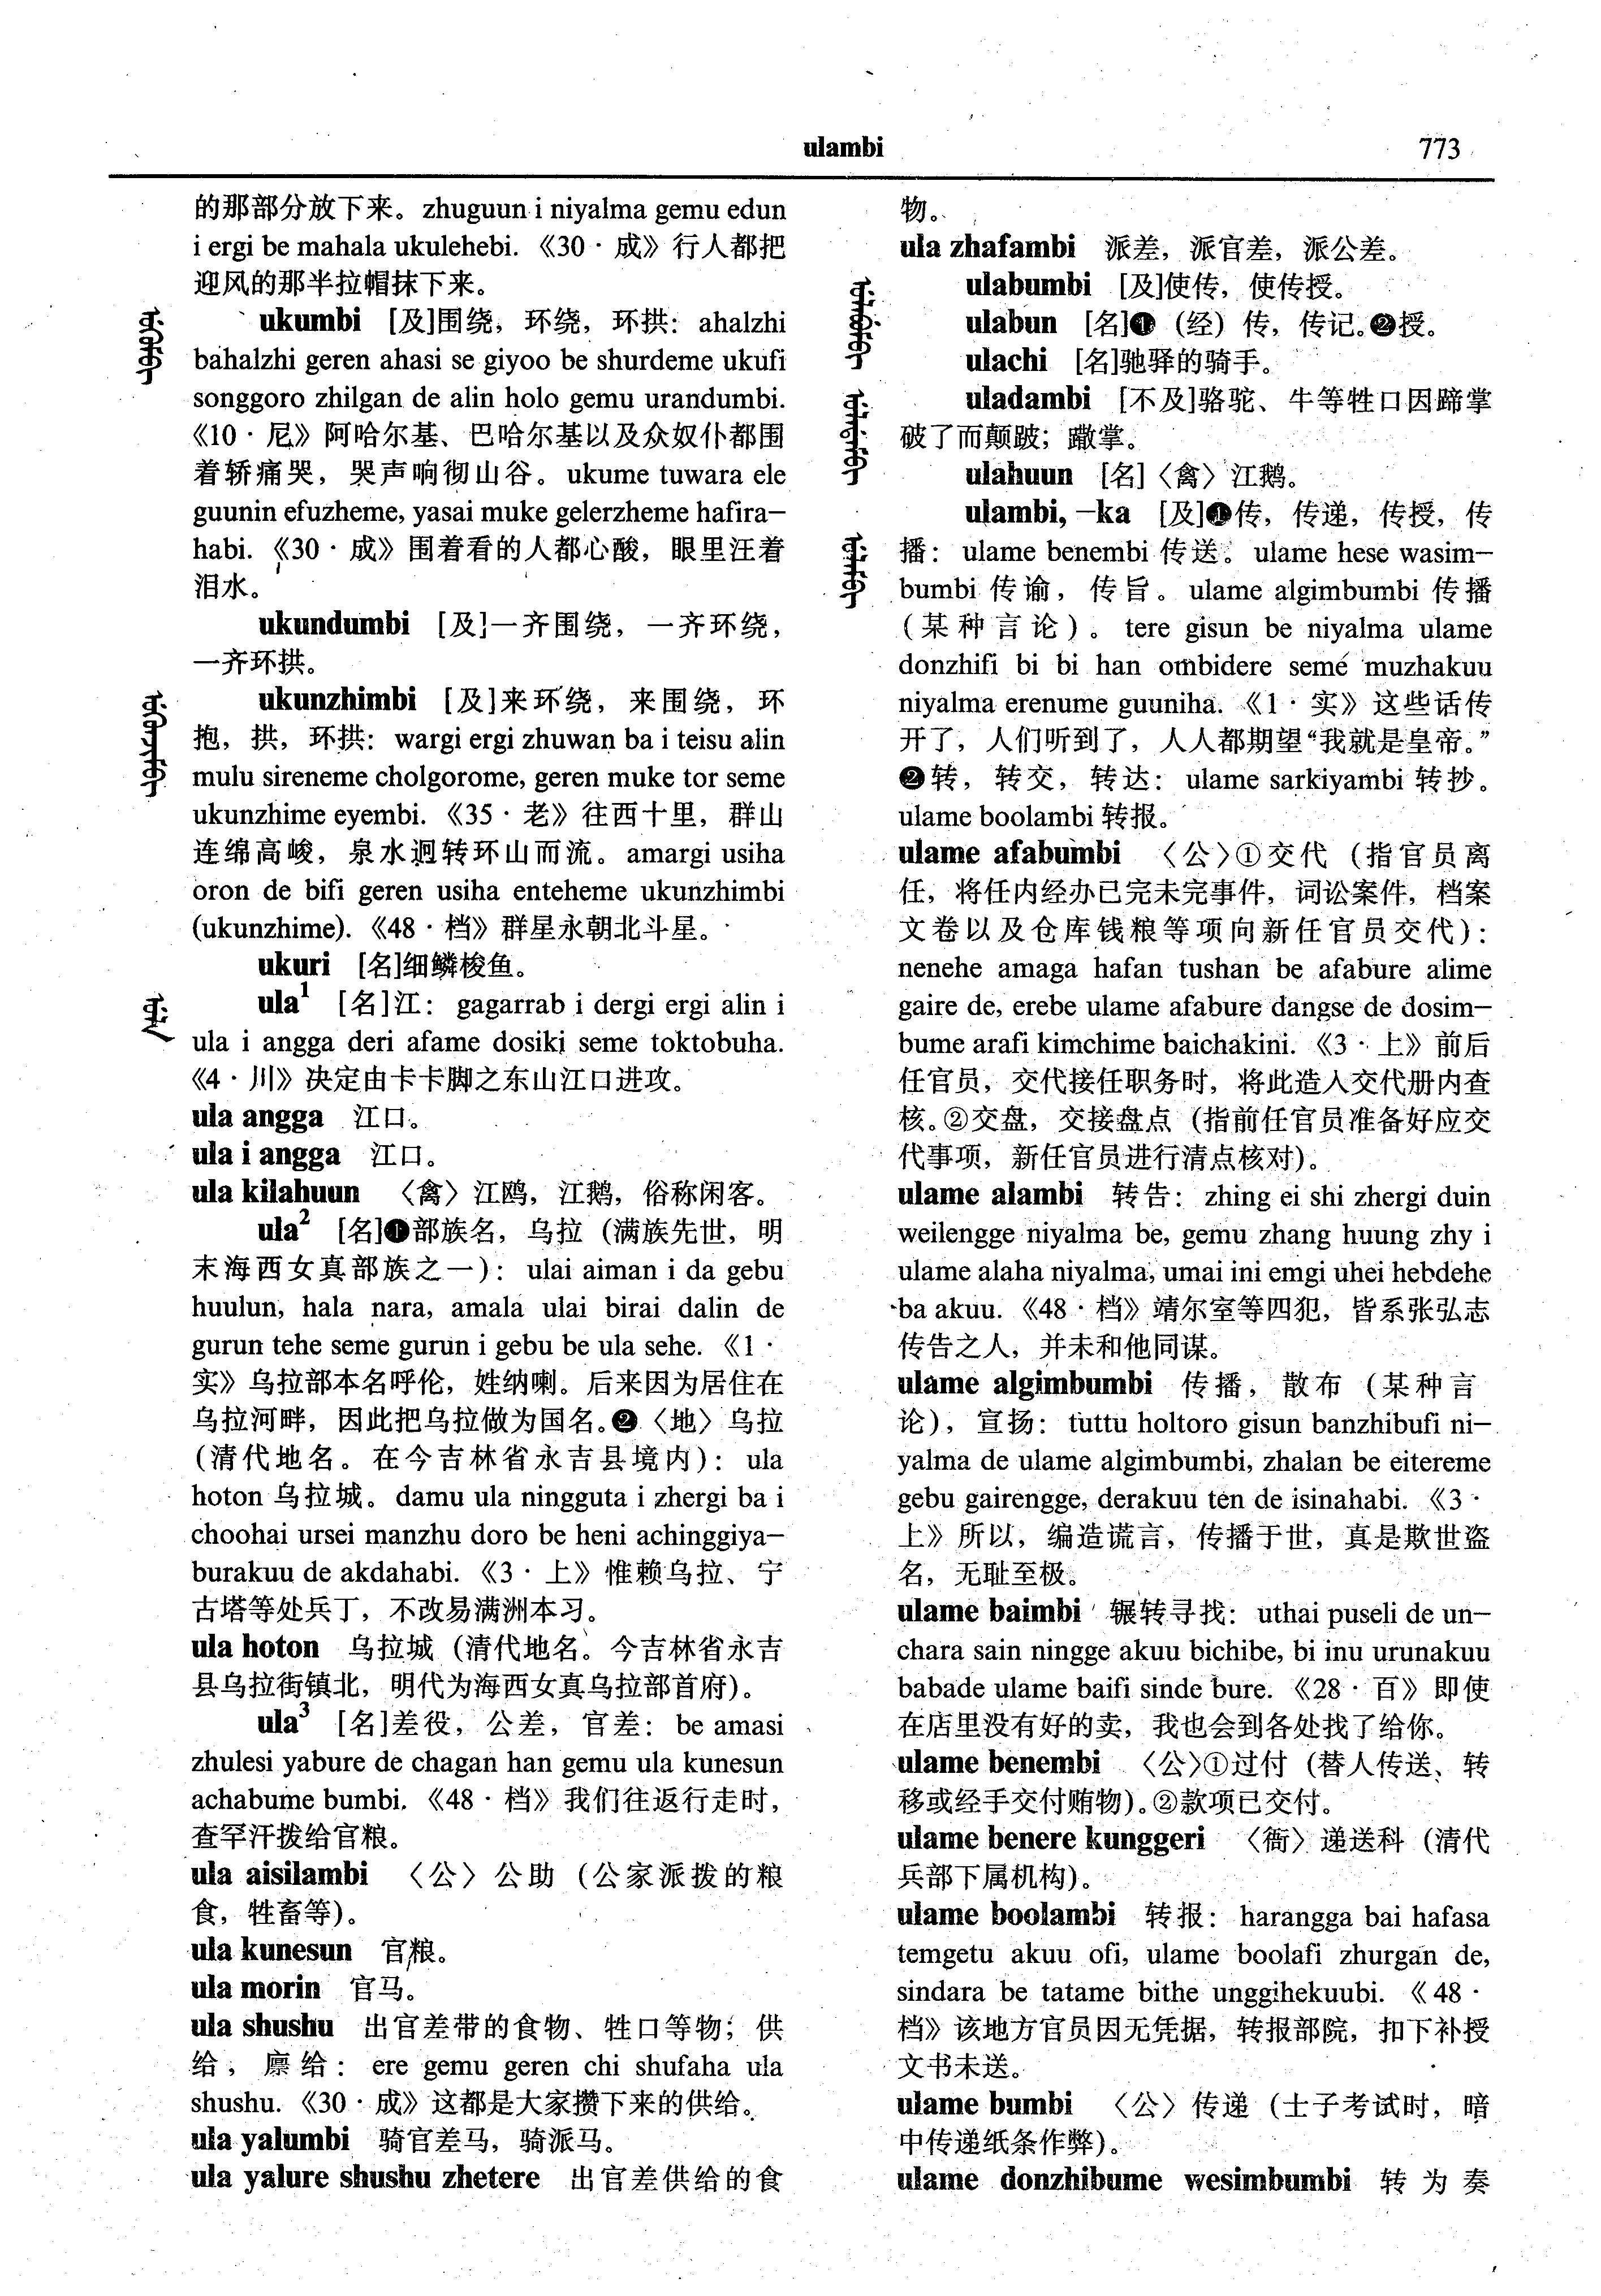 ulambi
773
的那部分放下来。zhuguun i niyalma gemu edun
i ergi be mahala ukulehebi.《30·成》行人都把
迎风的那半拉帽抹下来。
ukumbi [及]围绕，环绕，环拱：ahalzhi
bahalzhi geren ahasi se giyoo be shurdeme ukufi
songgoro zhilgan de alin holo gemu urandumbi.
《10·尼》阿哈尔基、巴哈尔基以及众奴仆都围
着轿痛哭，哭声响彻山谷。ukume tuwara ele
guunin efuzheme, yasai muke gelerzheme hafira—
habi.《30·成》围着看的人都心酸，眼里汪着
泪水。
ukundumbi [及]一齐围绕，一齐环绕，
一齐环拱。
ukunzhimbi [及]来环绕，来围绕，环
抱，拱，环拱：wargi ergi zhuwan ba i teisu alin
mulu sireneme cholgorome, geren muke tor seme
ukunzhime eyembi.《35·老》往西十里，群山
连绵高峻，泉水迥转环山而流。amargi usiha
oron de bifi geren usiha enteheme ukunzhimbi
(ukunzhime).《48·档》群星永朝北斗星。
ukuri [名]细鳞梭鱼。
ula¹ [名]江：gagarrab i dergi ergi alin i
ula i angga deri afame dosiki seme toktobuha.
《4·川》决定由卡卡脚之东山江口进攻。
ula angga 江口。
ula i angga 江口。
ula kilahuun 〈禽〉江鸥，江鹅，俗称闲客。
ula² [名]❶部族名，乌拉（满族先世，明
末海西女真部族之一）：ulai aiman i da gebu
huulun, hala nara, amala ulai birai dalin de
gurun tehe seme gurun i gebu be ula sehe.《1·
实》乌拉部本名呼伦，姓纳喇。后来因为居住在
乌拉河畔，因此把乌拉做为国名。❷〈地〉乌拉
（清代地名。在今吉林省永吉县境内）：ula
hoton 乌拉城。damu ula ningguta i zhergi ba i
choohai ursei manzhu doro be heni achinggiya—
burakuu de akdahabi.《3·上》惟赖乌拉、宁
古塔等处兵丁，不改易满洲本习。
ula hoton 乌拉城（清代地名。今吉林省永吉
县乌拉街镇北，明代为海西女真乌拉部首府）。
ula³ [名]差役，公差，官差：be amasi
zhulesi yabure de chagan han gemu ula kunesun
achabume bumbi.《48·档》我们往返行走时，
查罕汗拨给官粮。
ula aisilambi 〈公〉公助（公家派拨的粮
食，牲畜等）。
ula kunesun 官粮。
ula morin 官马。
ula shushu 出官差带的食物、牲口等物；供
给，廪给：ere gemu geren chi shufaha ula
shushu.《30·成》这都是大家攒下来的供给。
ula yalumbi 骑官差马，骑派马。
ula yalure shushu zhetere 出官差供给的食
物。
ula zhafambi 派差，派官差，派公差。
ulabumbi [及]使传，使传授。
ulabun [名]❶（经）传，传记。❷授。
ulachi [名]驰驿的骑手。
uladambi [不及]骆驼、牛等牲口因蹄掌
破了而颠跛；蹾掌。
ulahuun [名]〈禽〉江鹅。
ulambi, —ka [及]❶传，传递，传授，传
播：ulame benembi 传送。ulame hese wasim—
bumbi 传谕，传旨。ulame algimbumbi 传播
（某种言论）。tere gisun be niyalma ulame
donzhifi bi bi han ombidere seme muzhakuu
niyalma erenume guuniha.《1·实》这些话传
开了，人们听到了，人人都期望“我就是皇帝。”
❷转，转交，转达：ulame sarkiyambi 转抄。
ulame boolambi 转报。
ulame afabumbi 〈公〉①交代（指官员离
任，将任内经办已完未完事件，词讼案件，档案
文卷以及仓库钱粮等项向新任官员交代）：
nenehe amaga hafan tushan be afabure alime
gaire de, erebe ulame afabure dangse de dosim—
bume arafi kimchime baichakini.《3·上》前后
任官员，交代接任职务时，将此造入交代册内查
核。②交盘，交接盘点（指前任官员准备好应交
代事项，新任官员进行清点核对）。
ulame alambi 转告：zhing ei shi zhergi duin
weilengge niyalma be, gemu zhang huung zhy i
ulame alaha niyalma, umai ini emgi uhei hebdehe
ba akuu.《48·档》靖尔室等四犯，皆系张弘志
传告之人，并未和他同谋。
ulame algimbumbi 传播，散布（某种言
论），宣扬：tuttu holtoro gisun banzhibufi ni—
yalma de ulame algimbumbi, zhalan be eitereme
gebu gairengge, derakuu ten de isinahabi.《3·
上》所以，编造谎言，传播于世，真是欺世盗
名，无耻至极。
ulame baimbi 辗转寻找：uthai puseli de un—
chara sain ningge akuu bichibe, bi inu urunakuu
babade ulame baifi sinde bure.《28·百》即使
在店里没有好的卖，我也会到各处找了给你。
ulame benembi 〈公〉①过付（替人传送、转
移或经手交付贿物）。②款项已交付。
ulame benere kunggeri 〈衙〉递送科（清代
兵部下属机构）。
ulame boolambi 转报：harangga bai hafasa
temgetu akuu ofi, ulame boolafi zhurgan de,
sindara be tatame bithe unggihekuubi.《48·
档》该地方官员因无凭据，转报部院，扣下补授
文书未送。
ulame bumbi 〈公〉传递（士子考试时，暗
中传递纸条作弊）。
ulame donzhibume wesimbumbi 转为奏